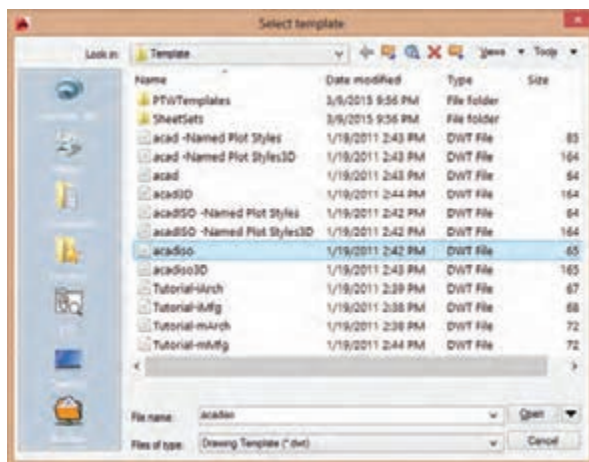 Select template
Look in: Template Views Tools
Name Date modified Type Size
PTWTemplates 3/9/2015 9:56 PM File folder
SheetSets 3/9/2015 9:56 PM File folder
acad -Named Plot Styles 1/19/2011 2:43 PM DWT File 65
acad -Named Plot Styles3D 1/19/2011 2:43 PM DWT File 164
acad 1/19/2011 2:43 PM DWT File 64
acad3D 1/19/2011 2:44 PM DWT File 164
acadISO -Named Plot Styles 1/19/2011 2:42 PM DWT File 64
acadISO -Named Plot Styles3D 1/19/2011 2:42 PM DWT File 164
acadiso 1/19/2011 2:42 PM DWT File 65
acadiso3D 1/19/2011 2:43 PM DWT File 165
Tutorial-iArch 1/19/2011 2:39 PM DWT File 67
Tutorial-iMfg 1/19/2011 2:38 PM DWT File 68
Tutorial-mArch 1/19/2011 2:38 PM DWT File 72
Tutorial-mMfg 1/19/2011 2:44 PM DWT File 72
File name: acadiso Open
Files of type: Drawing Template (*.dwt) Cancel